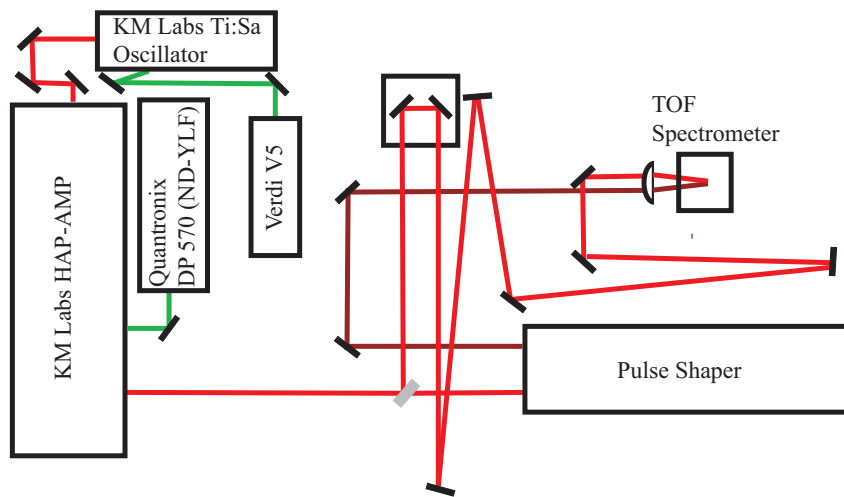 KM Labs Ti:Sa
Oscillator
KM Labs HAP-AMP
Quantronix
DP 570 (ND-YLF)
Verdi V5
TOF
Spectrometer
Pulse Shaper